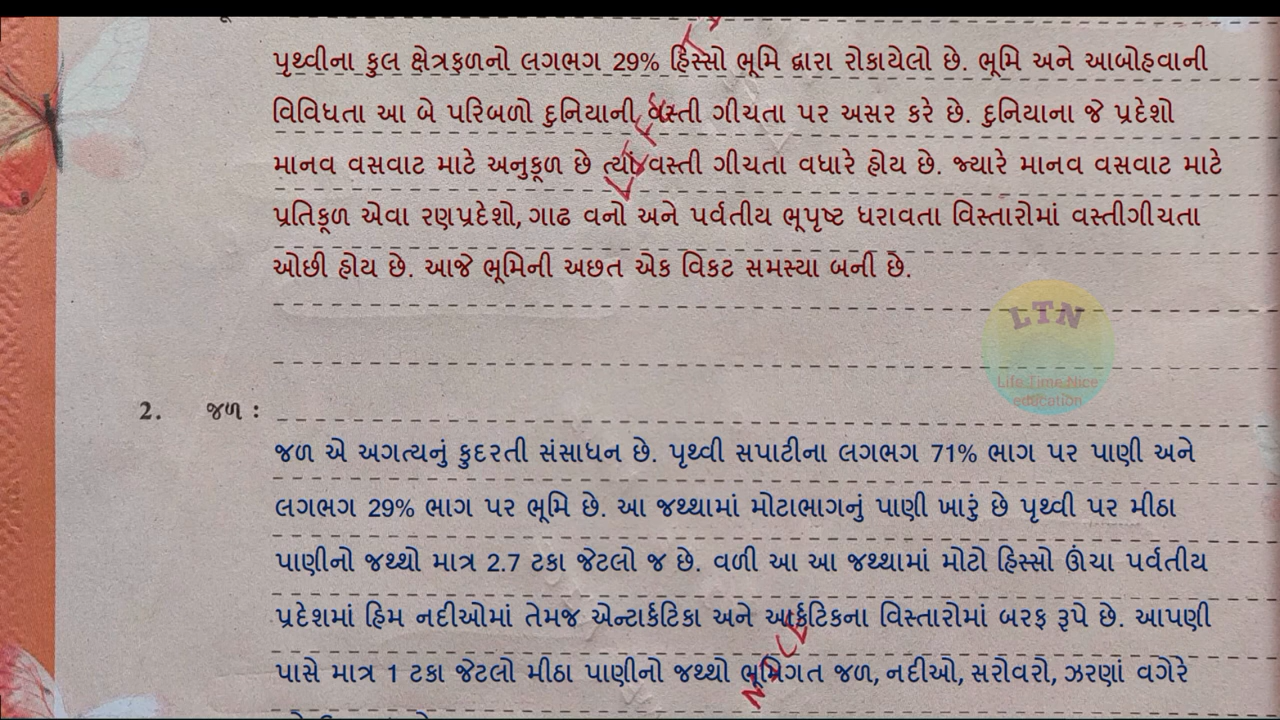 પૃથ્વીના કુલ ક્ષેત્રફળનો લગભગ 29% હિસ્સો ભૂમિ દ્વારા રોકાયેલો છે. ભૂમિ અને આબોહવાની
વિવિધતા આ બે પરિબળો દુનિયાની વસ્તી ગીચતા પર અસર કરે છે. દુનિયાના જે પ્રદેશો
માનવ વસવાટ માટે અનુકૂળ છે ત્યાં વસ્તી ગીચતા વધારે હોય છે. જ્યારે માનવ વસવાટ માટે
પ્રતિકૂળ એવા રણપ્રદેશો, ગાઢ વનો અને પર્વતીય ભૂપૃષ્ટ ધરાવતા વિસ્તારોમાં વસ્તીગીચતા
ઓછી હોય છે. આજે ભૂમિની અછત એક વિકટ સમસ્યા બની છે.
LTN
Life Time Nice
education
2. જળ :
જળ એ અગત્યનું કુદરતી સંસાધન છે. પૃથ્વી સપાટીના લગભગ 71% ભાગ પર પાણી અને
લગભગ 29% ભાગ પર ભૂમિ છે. આ જથ્થામાં મોટાભાગનું પાણી ખારું છે પૃથ્વી પર મીઠા
પાણીનો જથ્થો માત્ર 2.7 ટકા જેટલો જ છે. વળી આ આ જથ્થામાં મોટો હિસ્સો ઊંચા પર્વતીય
પ્રદેશમાં હિમ નદીઓમાં તેમજ એન્ટાર્કટિકા અને આર્કટિકના વિસ્તારોમાં બરફ રૂપે છે. આપણી
પાસે માત્ર 1 ટકા જેટલો મીઠા પાણીનો જથ્થો ભૂમિગત જળ, નદીઓ, સરોવરો, ઝરણાં વગેરે